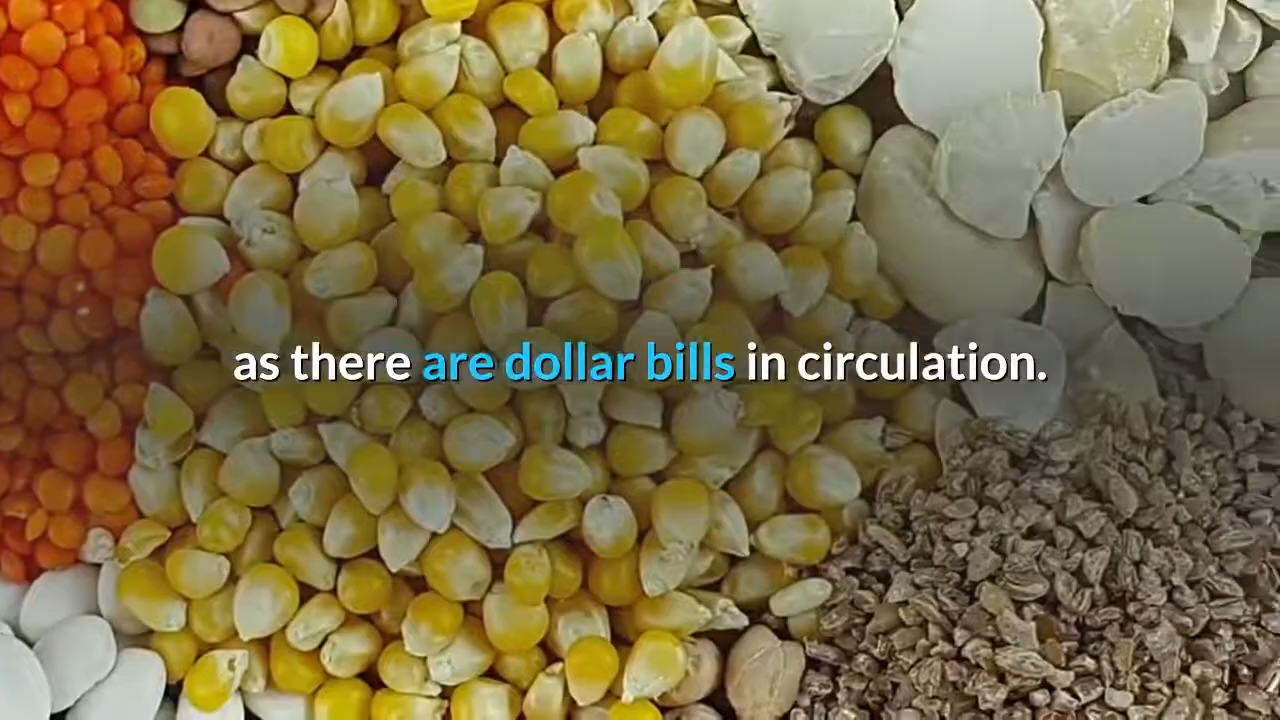 as there are dollar bills in circulation.